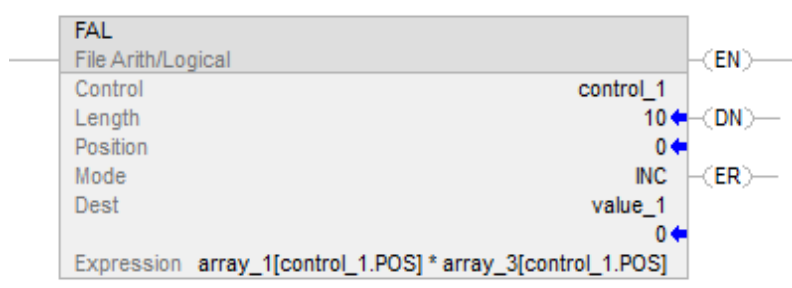 FAL
File Arith/Logical
EN
Control control_1
Length 10
DN
Position 0
Mode INC
ER
Dest value_1
0
Expression array_1[control_1.POS] * array_3[control_1.POS]